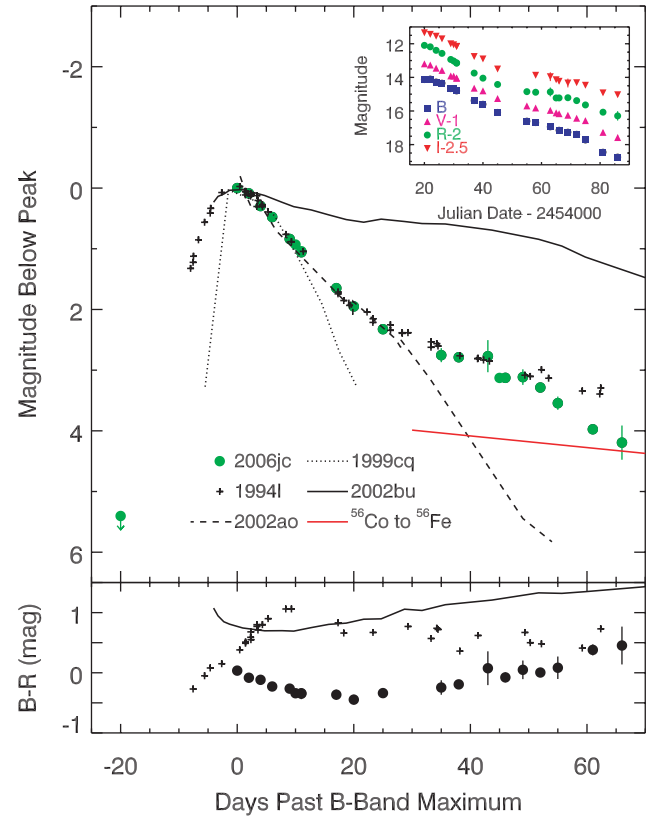 12
14
16
18
Magnitude
B
V-1
R-2
I-2.5
20 40 60 80
Julian Date - 2454000
-2
0
2
4
6
Magnitude Below Peak
2006jc
1999cq
1994I
2002bu
2002ao
56Co to 56Fe
1
0
-1
B-R (mag)
-20 0 20 40 60
Days Past B-Band Maximum